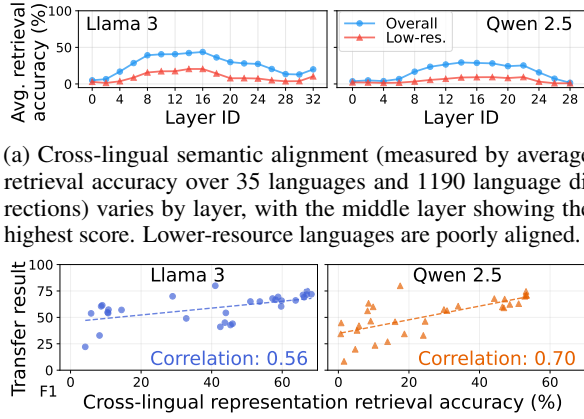 Llama 3
Qwen 2.5
Overall
Low-res.
Avg. retrieval
accuracy (%)
100
50
0
0 4 8 12 16 20 24 28 32
0 4 8 12 16 20 24 28
Layer ID
Layer ID
(a) Cross-lingual semantic alignment (measured by average
retrieval accuracy over 35 languages and 1190 language di
rections) varies by layer, with the middle layer showing the
highest score. Lower-resource languages are poorly aligned.
Llama 3
Qwen 2.5
Transfer result
F1
100
75
50
25
0
Correlation: 0.56
Correlation: 0.70
0 20 40 60
0 20 40 60
Cross-lingual representation retrieval accuracy (%)